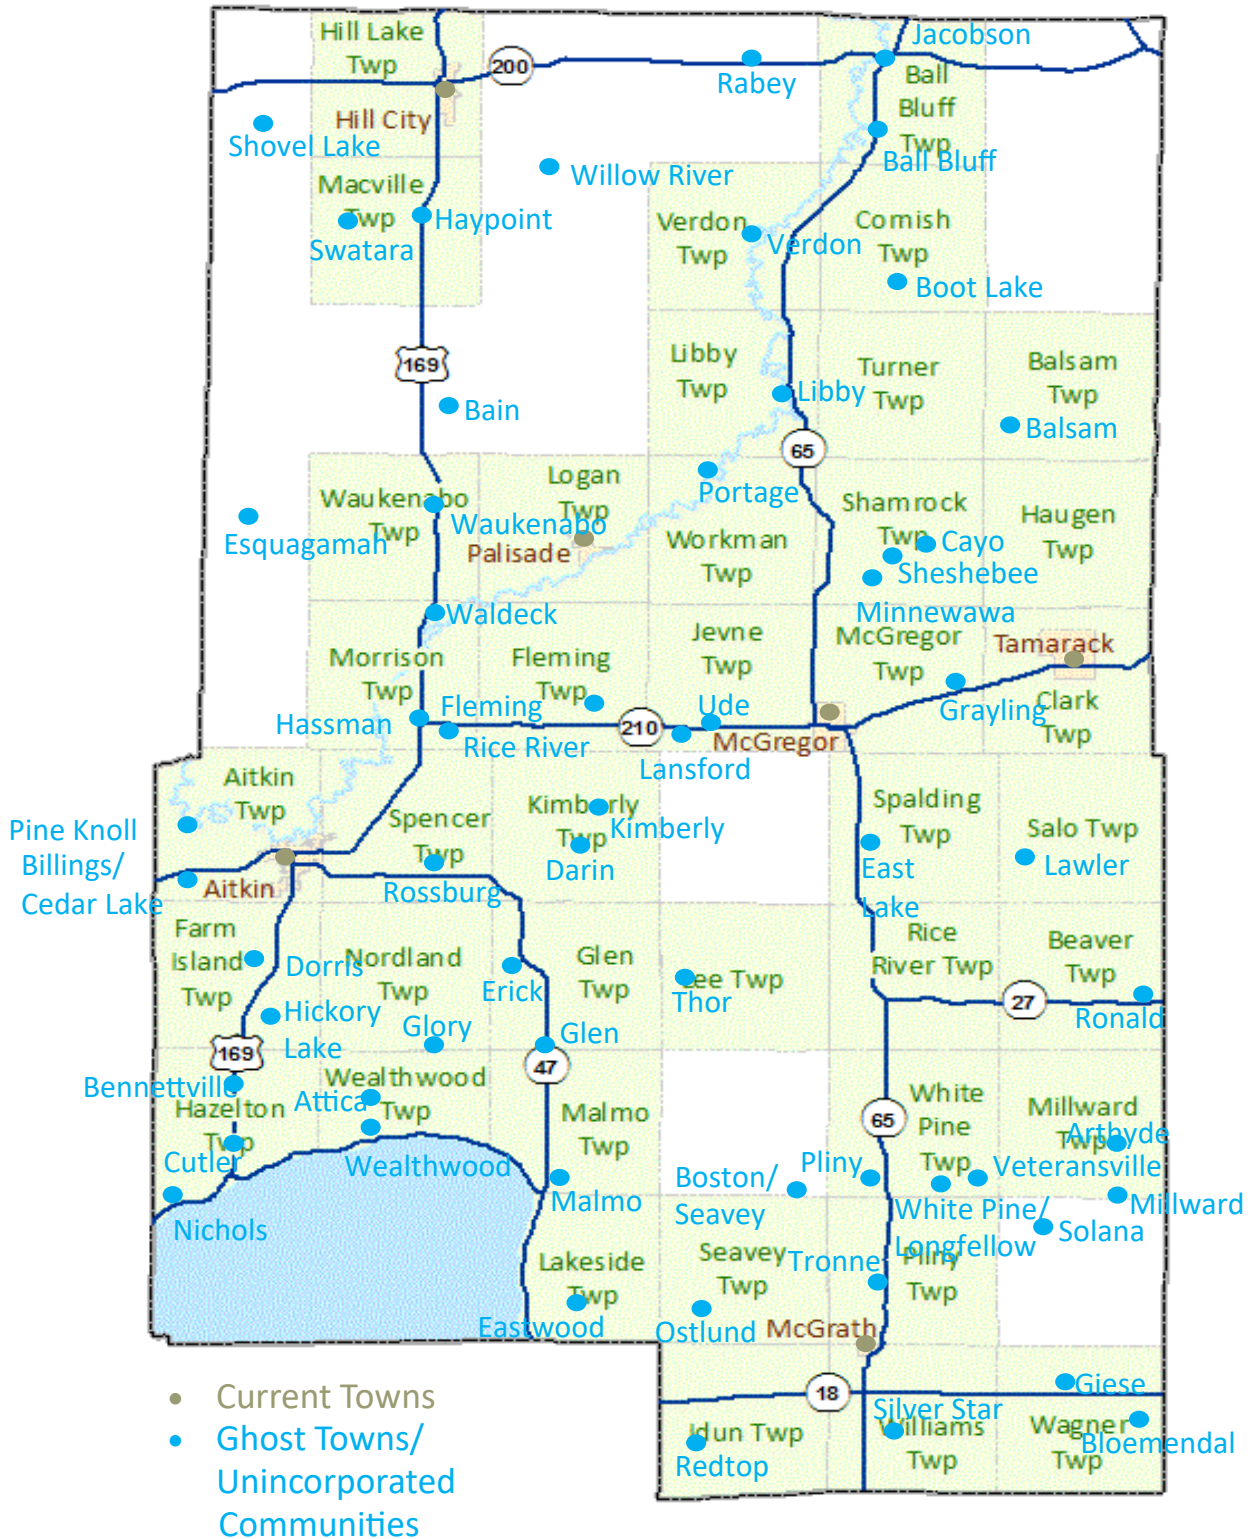 Hill Lake
Twp
Jacobson
200
Rabey
Ball
Bluff
Twp
Hill City
Shovel Lake
Ball Bluff
Willow River
Macville
Twp
Haypoint
Swatara
Verdon
Twp
Verdon
Cornish
Twp
Boot Lake
169
Libby
Twp
Libby
Turner
Twp
Balsam
Twp
Balsam
Bain
65
Logan
Twp
Portage
Waukenabo
Twp
Waukenabo
Esquagamah
Palisade
Workman
Twp
Shamrock
Twp
Cayo
Sheshebee
Minnewawa
Haugen
Twp
Waldeck
Jevne
Twp
McGregor
Twp
Tamarack
Morrison
Twp
Fleming
Twp
Hassman
Fleming
Rice River
210
Ude
Lansford
McGregor
Grayling
Clark
Twp
Aitkin
Twp
Pine Knoll
Billings/
Cedar Lake
Aitkin
Spencer
Twp
Rossburg
Kimberly
Twp
Kimberly
Darin
Spalding
Twp
East
Lake
Salo Twp
Lawler
Farm
Island
Twp
Dorris
Hickory
Lake
Nordland
Twp
Glory
Erick
Glen
Twp
Glen
Lee Twp
Thor
Rice
River Twp
Beaver
Twp
27
Ronald
169
47
Bennettville
Hazelton
Twp
Cutler
Nichols
Wealthwood
Twp
Attica
Wealthwood
Malmo
Twp
Malmo
65
White
Pine
Twp
Millward
Twp
Arthyde
Pliny
Veteransville
Boston/
Seavey
White Pine/
Longfellow
Millward
Solana
Lakeside
Twp
Eastwood
Seavey
Twp
Tronne
Pliny
Twp
Ostlund
McGrath
18
Giese
Silver Star
Idun Twp
Redtop
Williams
Twp
Wagner
Twp
Bloemendal
Current Towns
Ghost Towns/
Unincorporated
Communities